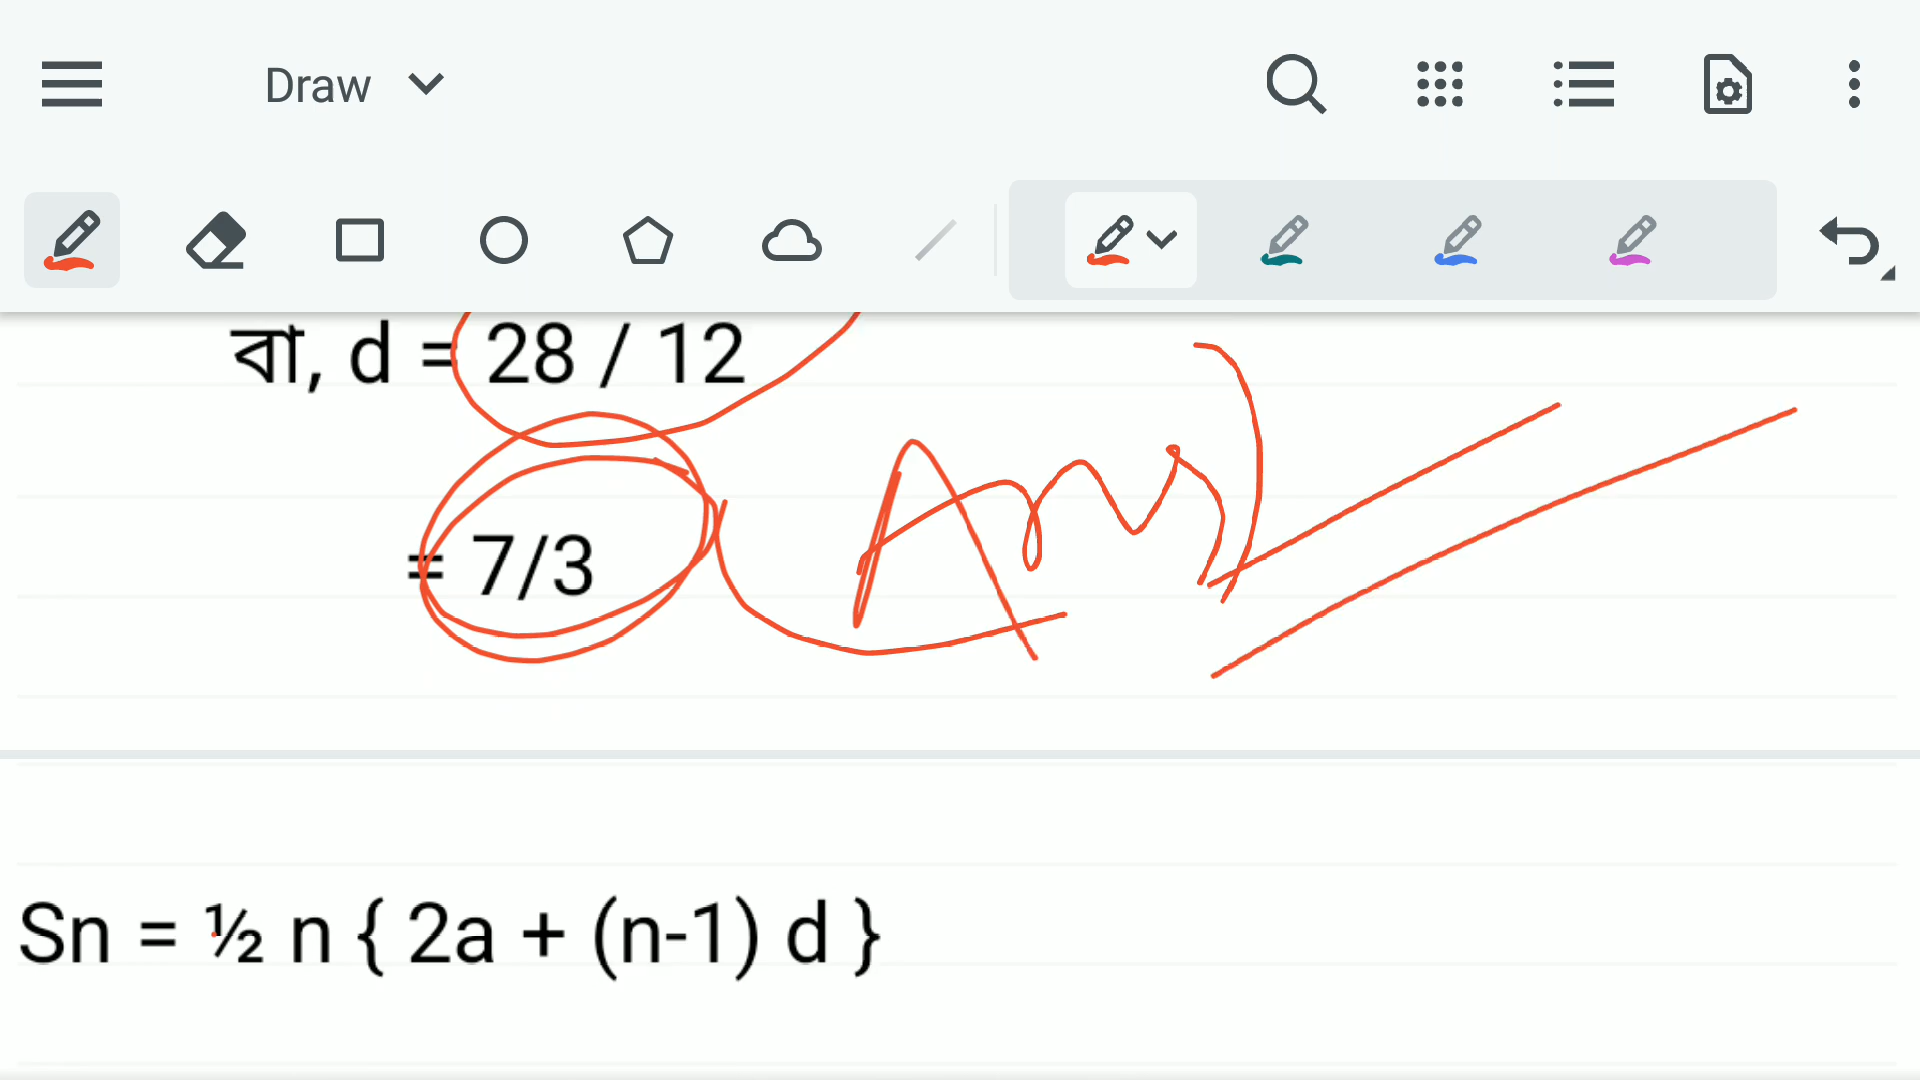 Draw
বা, d = 28 / 12
= 7/3
Ans)
Sn = ½ n { 2a + (n-1) d }